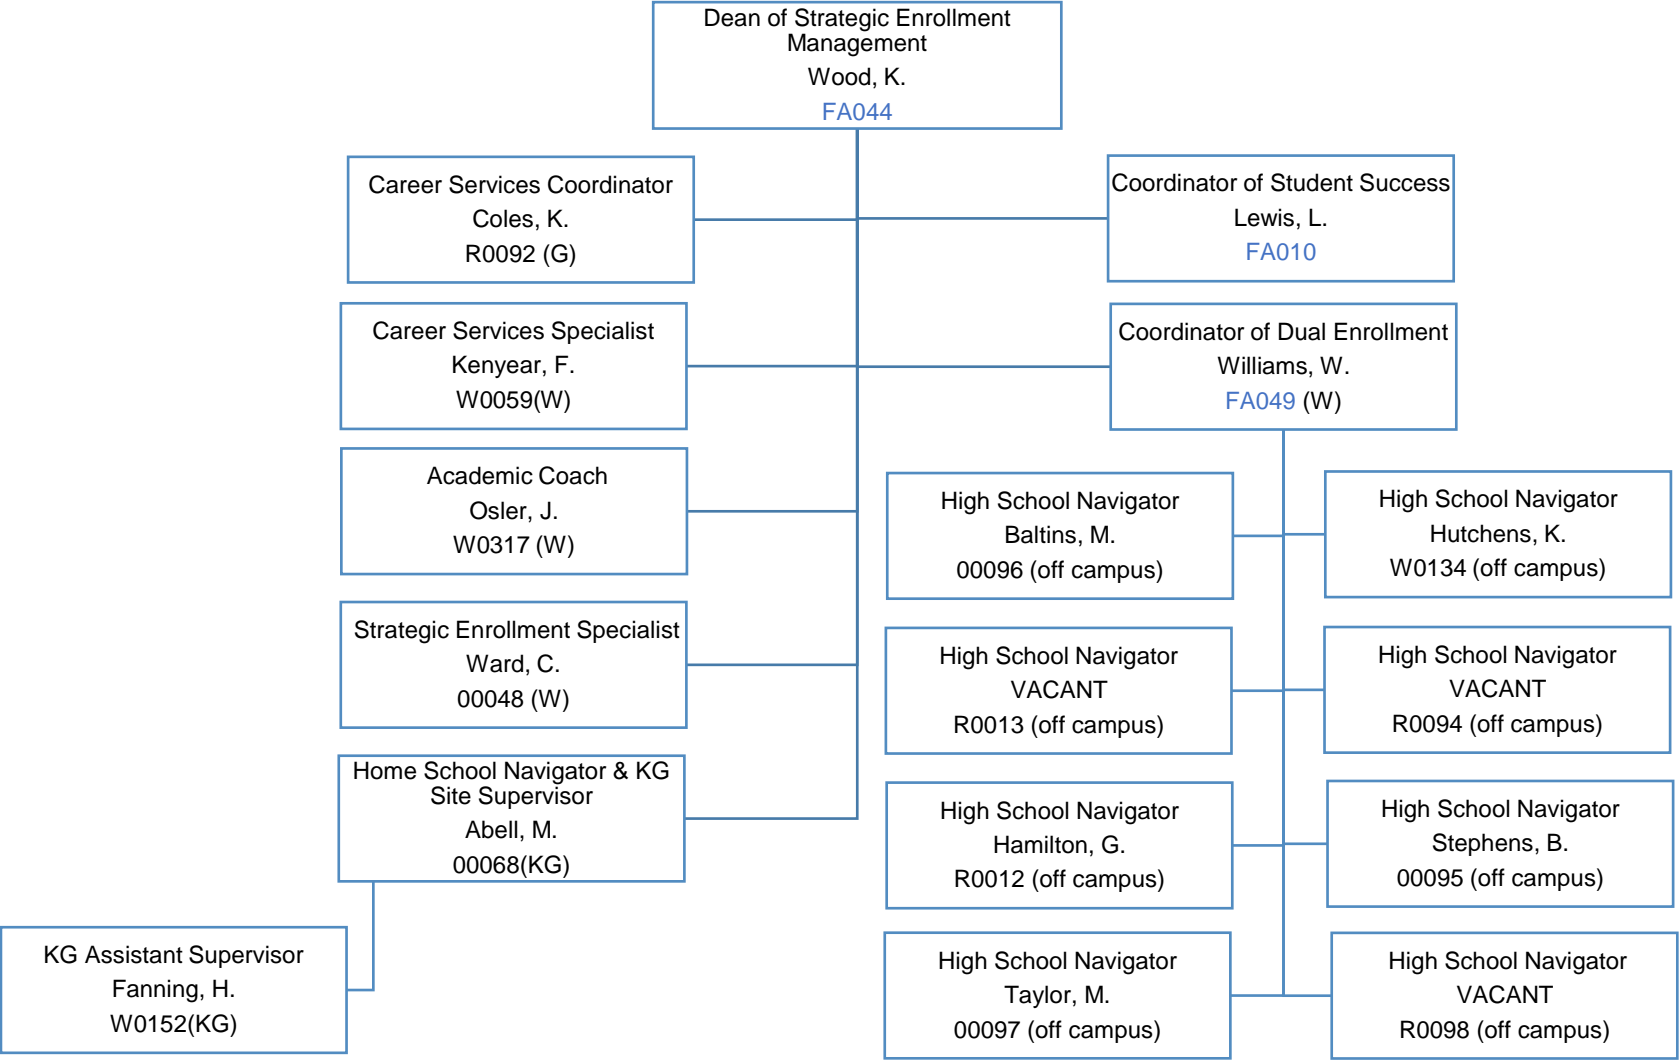 Dean of Strategic Enrollment
Management
Wood, K.
FA044
Career Services Coordinator
Coles, K.
R0092 (G)
Coordinator of Student Success
Lewis, L.
FA010
Career Services Specialist
Kenyear, F.
W0059(W)
Coordinator of Dual Enrollment
Williams, W.
FA049 (W)
Academic Coach
Osler, J.
W0317 (W)
High School Navigator
Baltins, M.
00096 (off campus)
High School Navigator
Hutchens, K.
W0134 (off campus)
Strategic Enrollment Specialist
Ward, C.
00048 (W)
High School Navigator
VACANT
R0013 (off campus)
High School Navigator
VACANT
R0094 (off campus)
Home School Navigator & KG
Site Supervisor
Abell, M.
00068(KG)
High School Navigator
Hamilton, G.
R0012 (off campus)
High School Navigator
Stephens, B.
00095 (off campus)
KG Assistant Supervisor
Fanning, H.
W0152(KG)
High School Navigator
Taylor, M.
00097 (off campus)
High School Navigator
VACANT
R0098 (off campus)